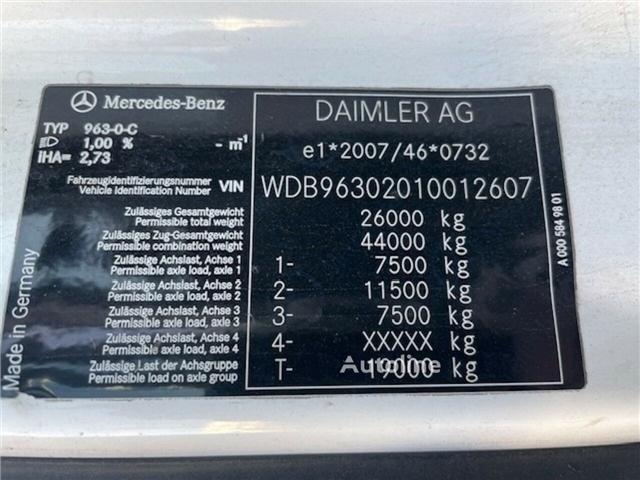 Mercedes-Benz
TYP 963-0-C
1,00 % - m⁻¹
IHA= 2,73
DAIMLER AG
e1*2007/46*0732
Fahrzeugidentifizierungsnummer
Vehicle Identification Number VIN WDB96302010012607
Zulässiges Gesamtgewicht
Permissible total weight 26000 kg
Zulässiges Zug-Gesamtgewicht
Permissible combination weight 44000 kg
Zulässige Achslast, Achse 1
Permissible axle load, axle 1 1- 7500 kg
Zulässige Achslast, Achse 2
Permissible axle load, axle 2 2- 11500 kg
Zulässige Achslast, Achse 3
Permissible axle load, axle 3 3- 7500 kg
Zulässige Achslast, Achse 4
Permissible axle load, axle 4 4- XXXXX kg
Zulässige Last der Achsgruppe
Permissible load on axle group T- 19000 kg
Made in Germany
A 000 584 98 01
Autoline